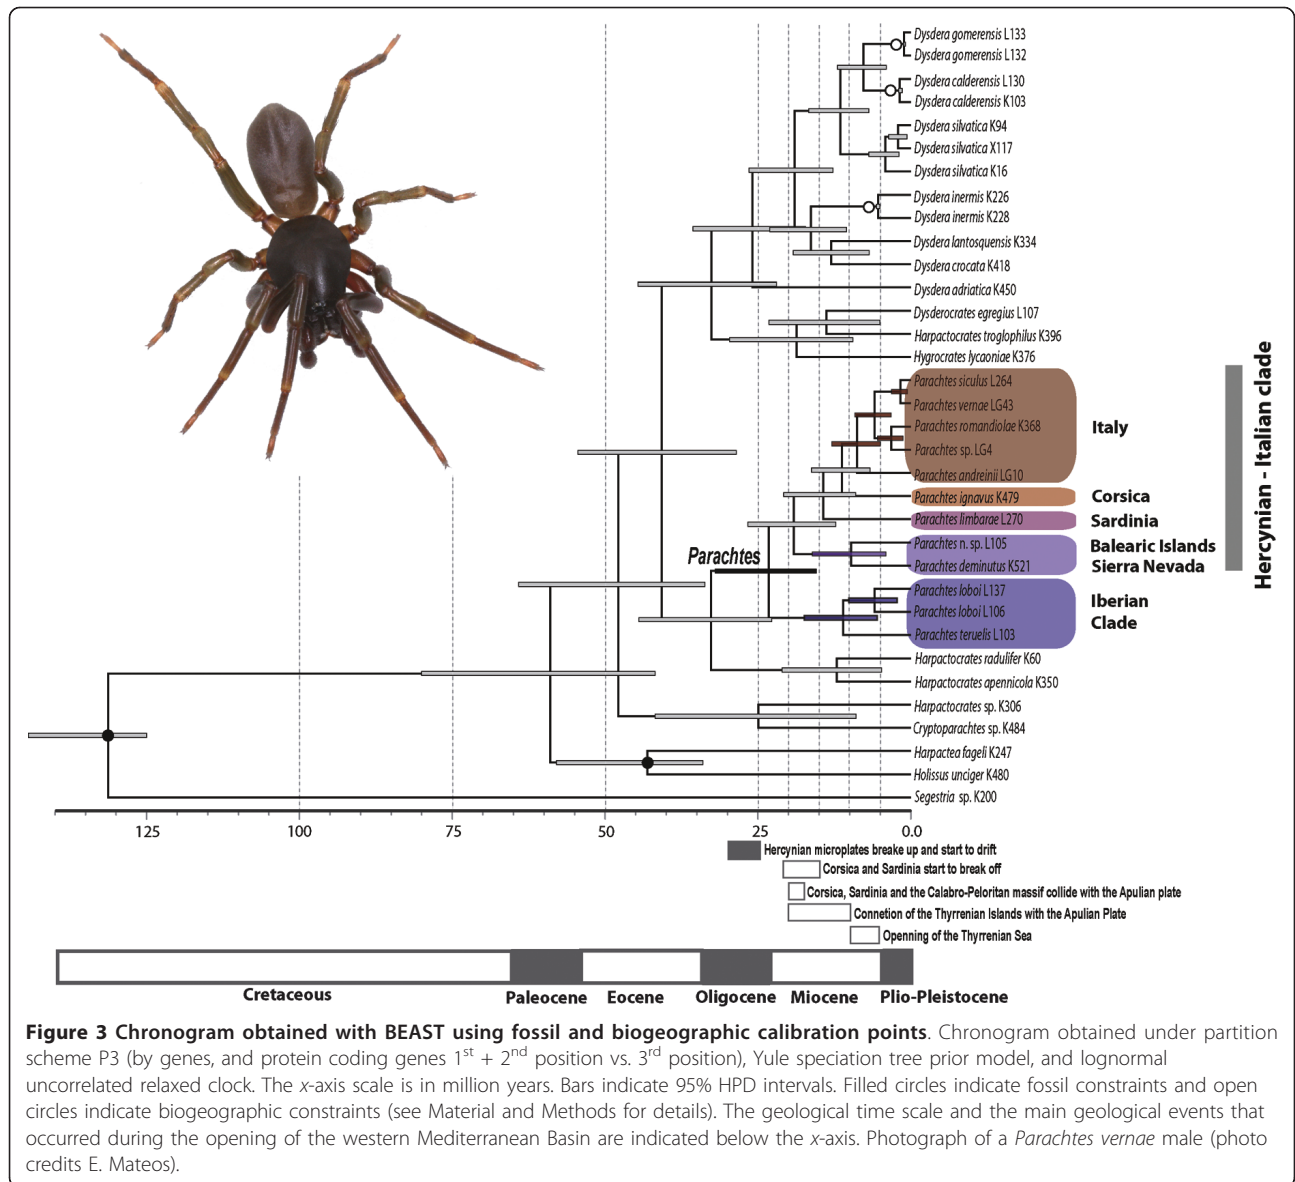 Dysdera gomerensis L133
Dysdera gomerensis L132
Dysdera calderensis L130
Dysdera calderensis K103
Dysdera silvatica K94
Dysdera silvatica X117
Dysdera silvatica K16
Dysdera inermis K226
Dysdera inermis K228
Dysdera lantosquensis K334
Dysdera crocata K418
Dysdera adriatica K450
Dysderocrates egregius L107
Harpactocrates troglophilus K396
Hygrocrates lycaoniae K376
Parachtes siculus L264
Parachtes vernae LG43
Parachtes romandiolae K368
Parachtes sp. LG4
Parachtes andreinii LG10
Italy
Parachtes ignavus K479
Corsica
Parachtes limbarae L270
Sardinia
Parachtes n. sp. L105
Parachtes deminutus K521
Balearic Islands
Sierra Nevada
Hercynian - Italian clade
Parachtes
Parachtes loboi L137
Parachtes loboi L106
Parachtes teruelis L103
Iberian
Clade
Harpactocrates radulifer K60
Harpactocrates apennicola K350
Harpactocrates sp. K306
Cryptoparachtes sp. K484
Harpactea fageli K247
Holissus unciger K480
Segestria sp. K200
125 100 75 50 25 0.0
Hercynian microplates breake up and start to drift
Corsica and Sardinia start to break off
Corsica, Sardinia and the Calabro-Peloritan massif collide with the Apulian plate
Connetion of the Thyrrenian Islands with the Apulian Plate
Openning of the Thyrrenian Sea
Cretaceous Paleocene Eocene Oligocene Miocene Plio-Pleistocene
Figure 3 Chronogram obtained with BEAST using fossil and biogeographic calibration points. Chronogram obtained under partition
scheme P3 (by genes, and protein coding genes 1st + 2nd position vs. 3rd position), Yule speciation tree prior model, and lognormal
uncorrelated relaxed clock. The x-axis scale is in million years. Bars indicate 95% HPD intervals. Filled circles indicate fossil constraints and open
circles indicate biogeographic constraints (see Material and Methods for details). The geological time scale and the main geological events that
occurred during the opening of the western Mediterranean Basin are indicated below the x-axis. Photograph of a Parachtes vernae male (photo
credits E. Mateos).